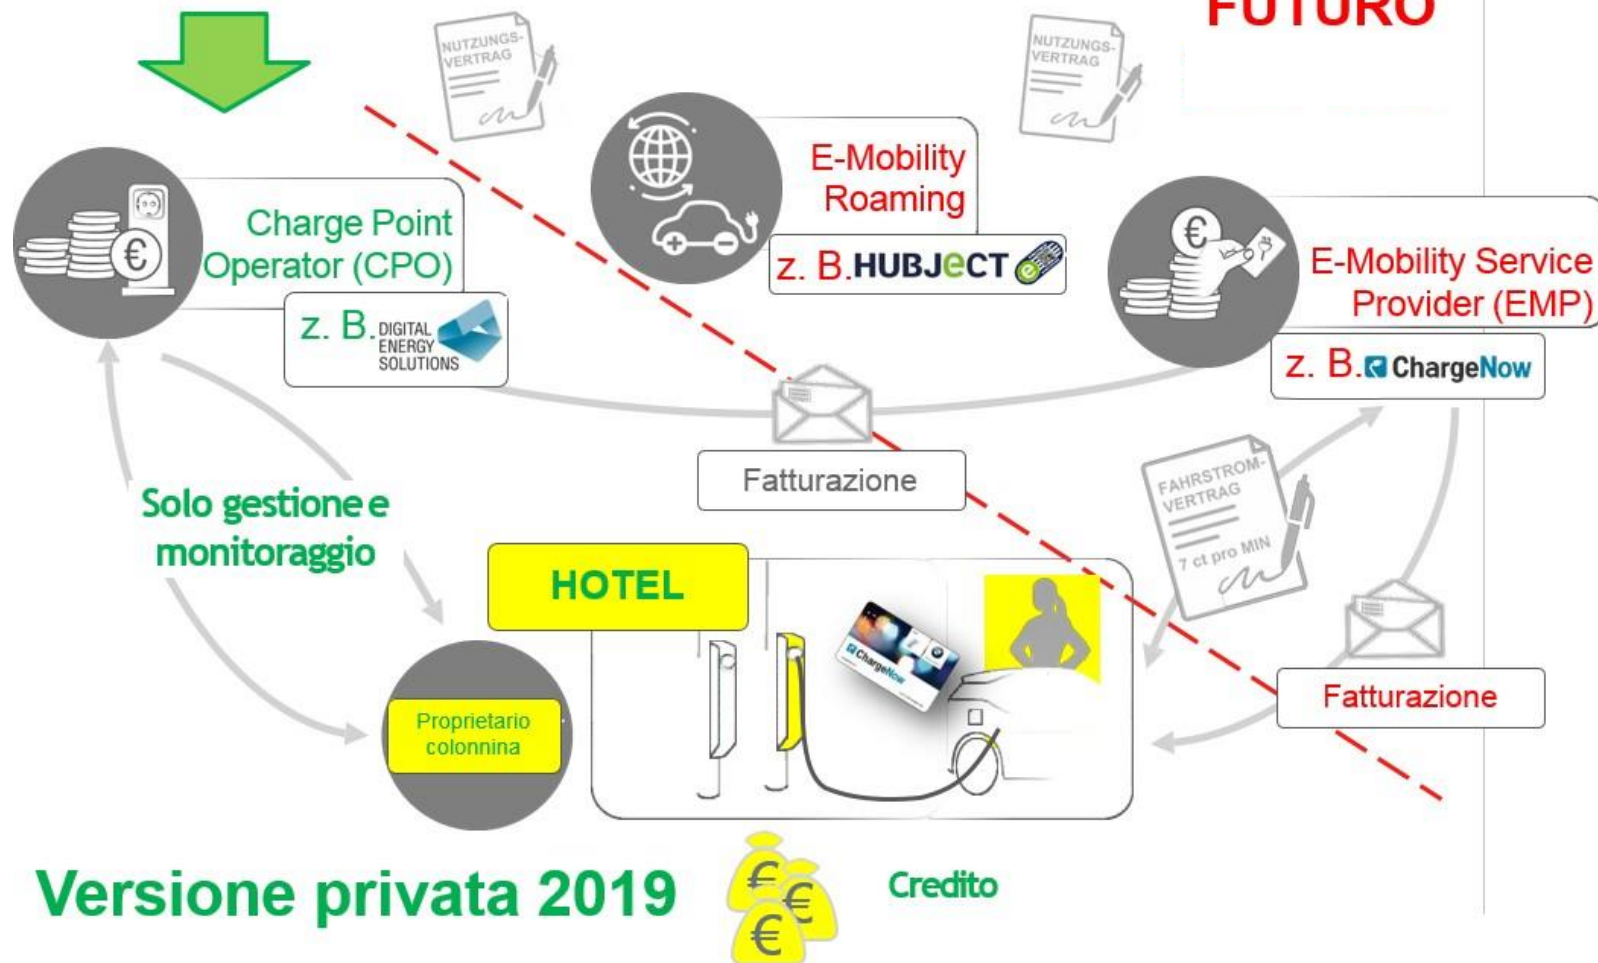 FUTURO
NUTZUNGS-
VERTRAG
NUTZUNGS-
VERTRAG
E-Mobility
Roaming
z. B. HUBJECT
Charge Point
Operator (CPO)
z. B. DIGITAL
ENERGY
SOLUTIONS
E-Mobility Service
Provider (EMP)
z. B. ChargeNow
Fatturazione
FAHRSTROM-
VERTRAG
7 ct pro MIN
Solo gestione e
monitoraggio
HOTEL
ChargeNow
Proprietario
colonnina
Fatturazione
Versione privata 2019
Credito